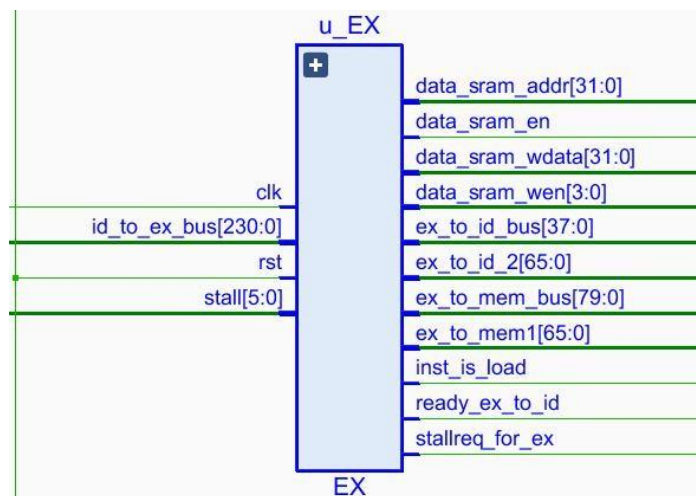 u_EX
data_sram_addr[31:0]
data_sram_en
data_sram_wdata[31:0]
clk
data_sram_wen[3:0]
id_to_ex_bus[230:0]
ex_to_id_bus[37:0]
rst
ex_to_id_2[65:0]
stall[5:0]
ex_to_mem_bus[79:0]
ex_to_mem1[65:0]
inst_is_load
ready_ex_to_id
stallreq_for_ex
EX